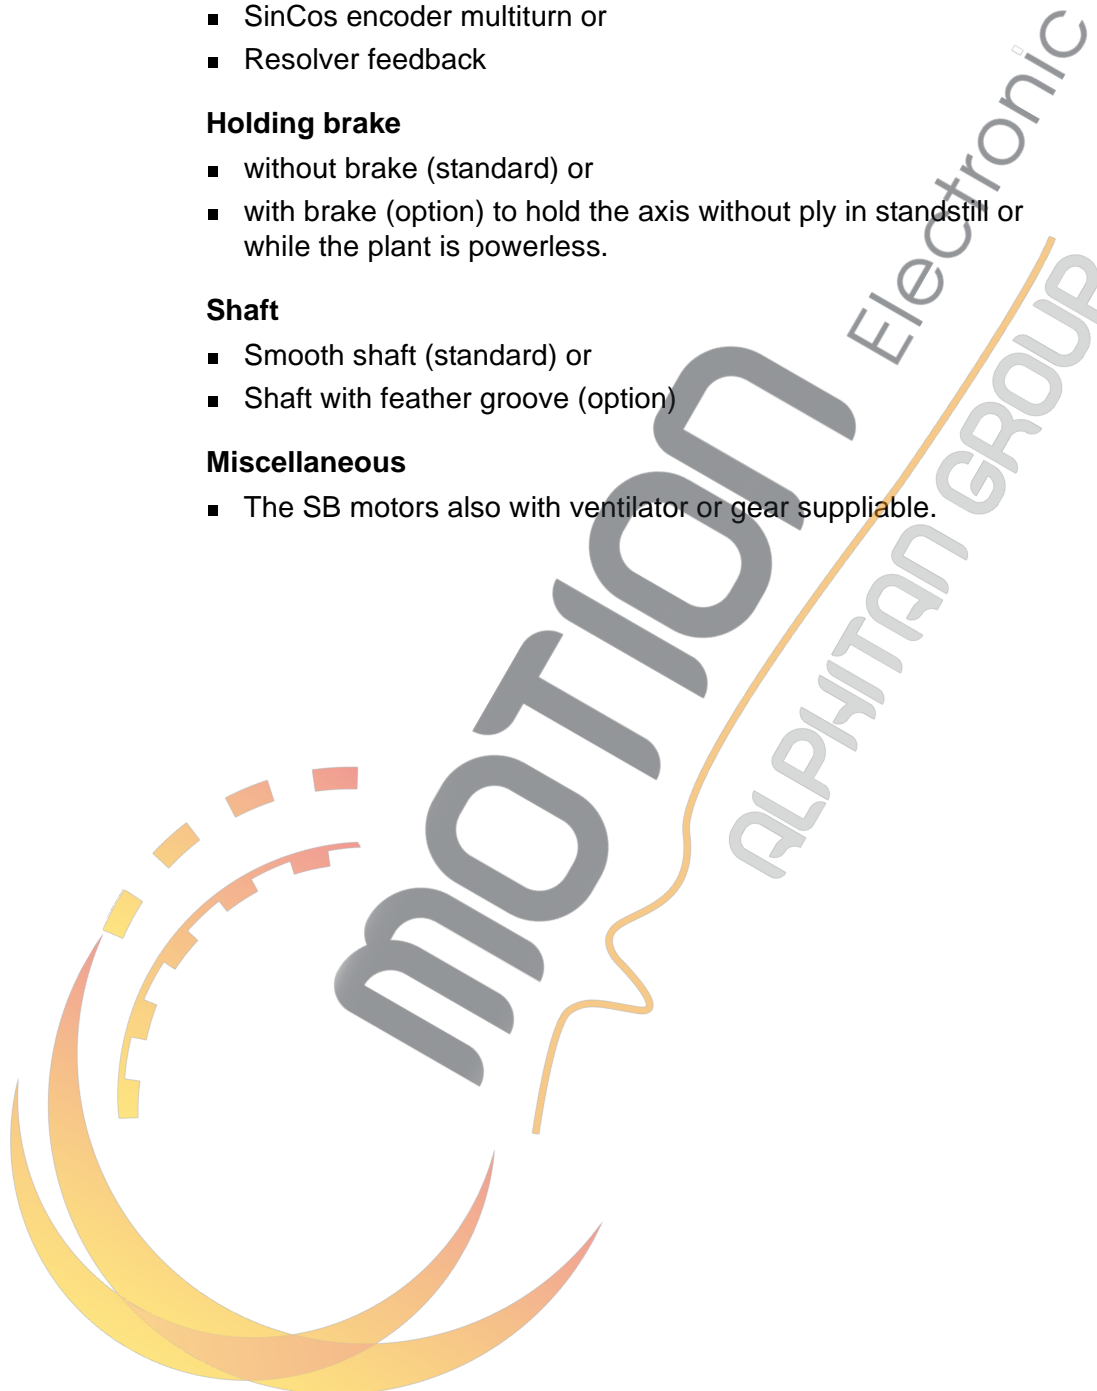 ▪ SinCos encoder multiturn or
▪ Resolver feedback
Holding brake
▪ without brake (standard) or
▪ with brake (option) to hold the axis without ply in standstill or
while the plant is powerless.
Shaft
▪ Smooth shaft (standard) or
▪ Shaft with feather groove (option)
Miscellaneous
▪ The SB motors also with ventilator or gear suppliable.
MOTION
Electronic
ALPHITAN GROUP